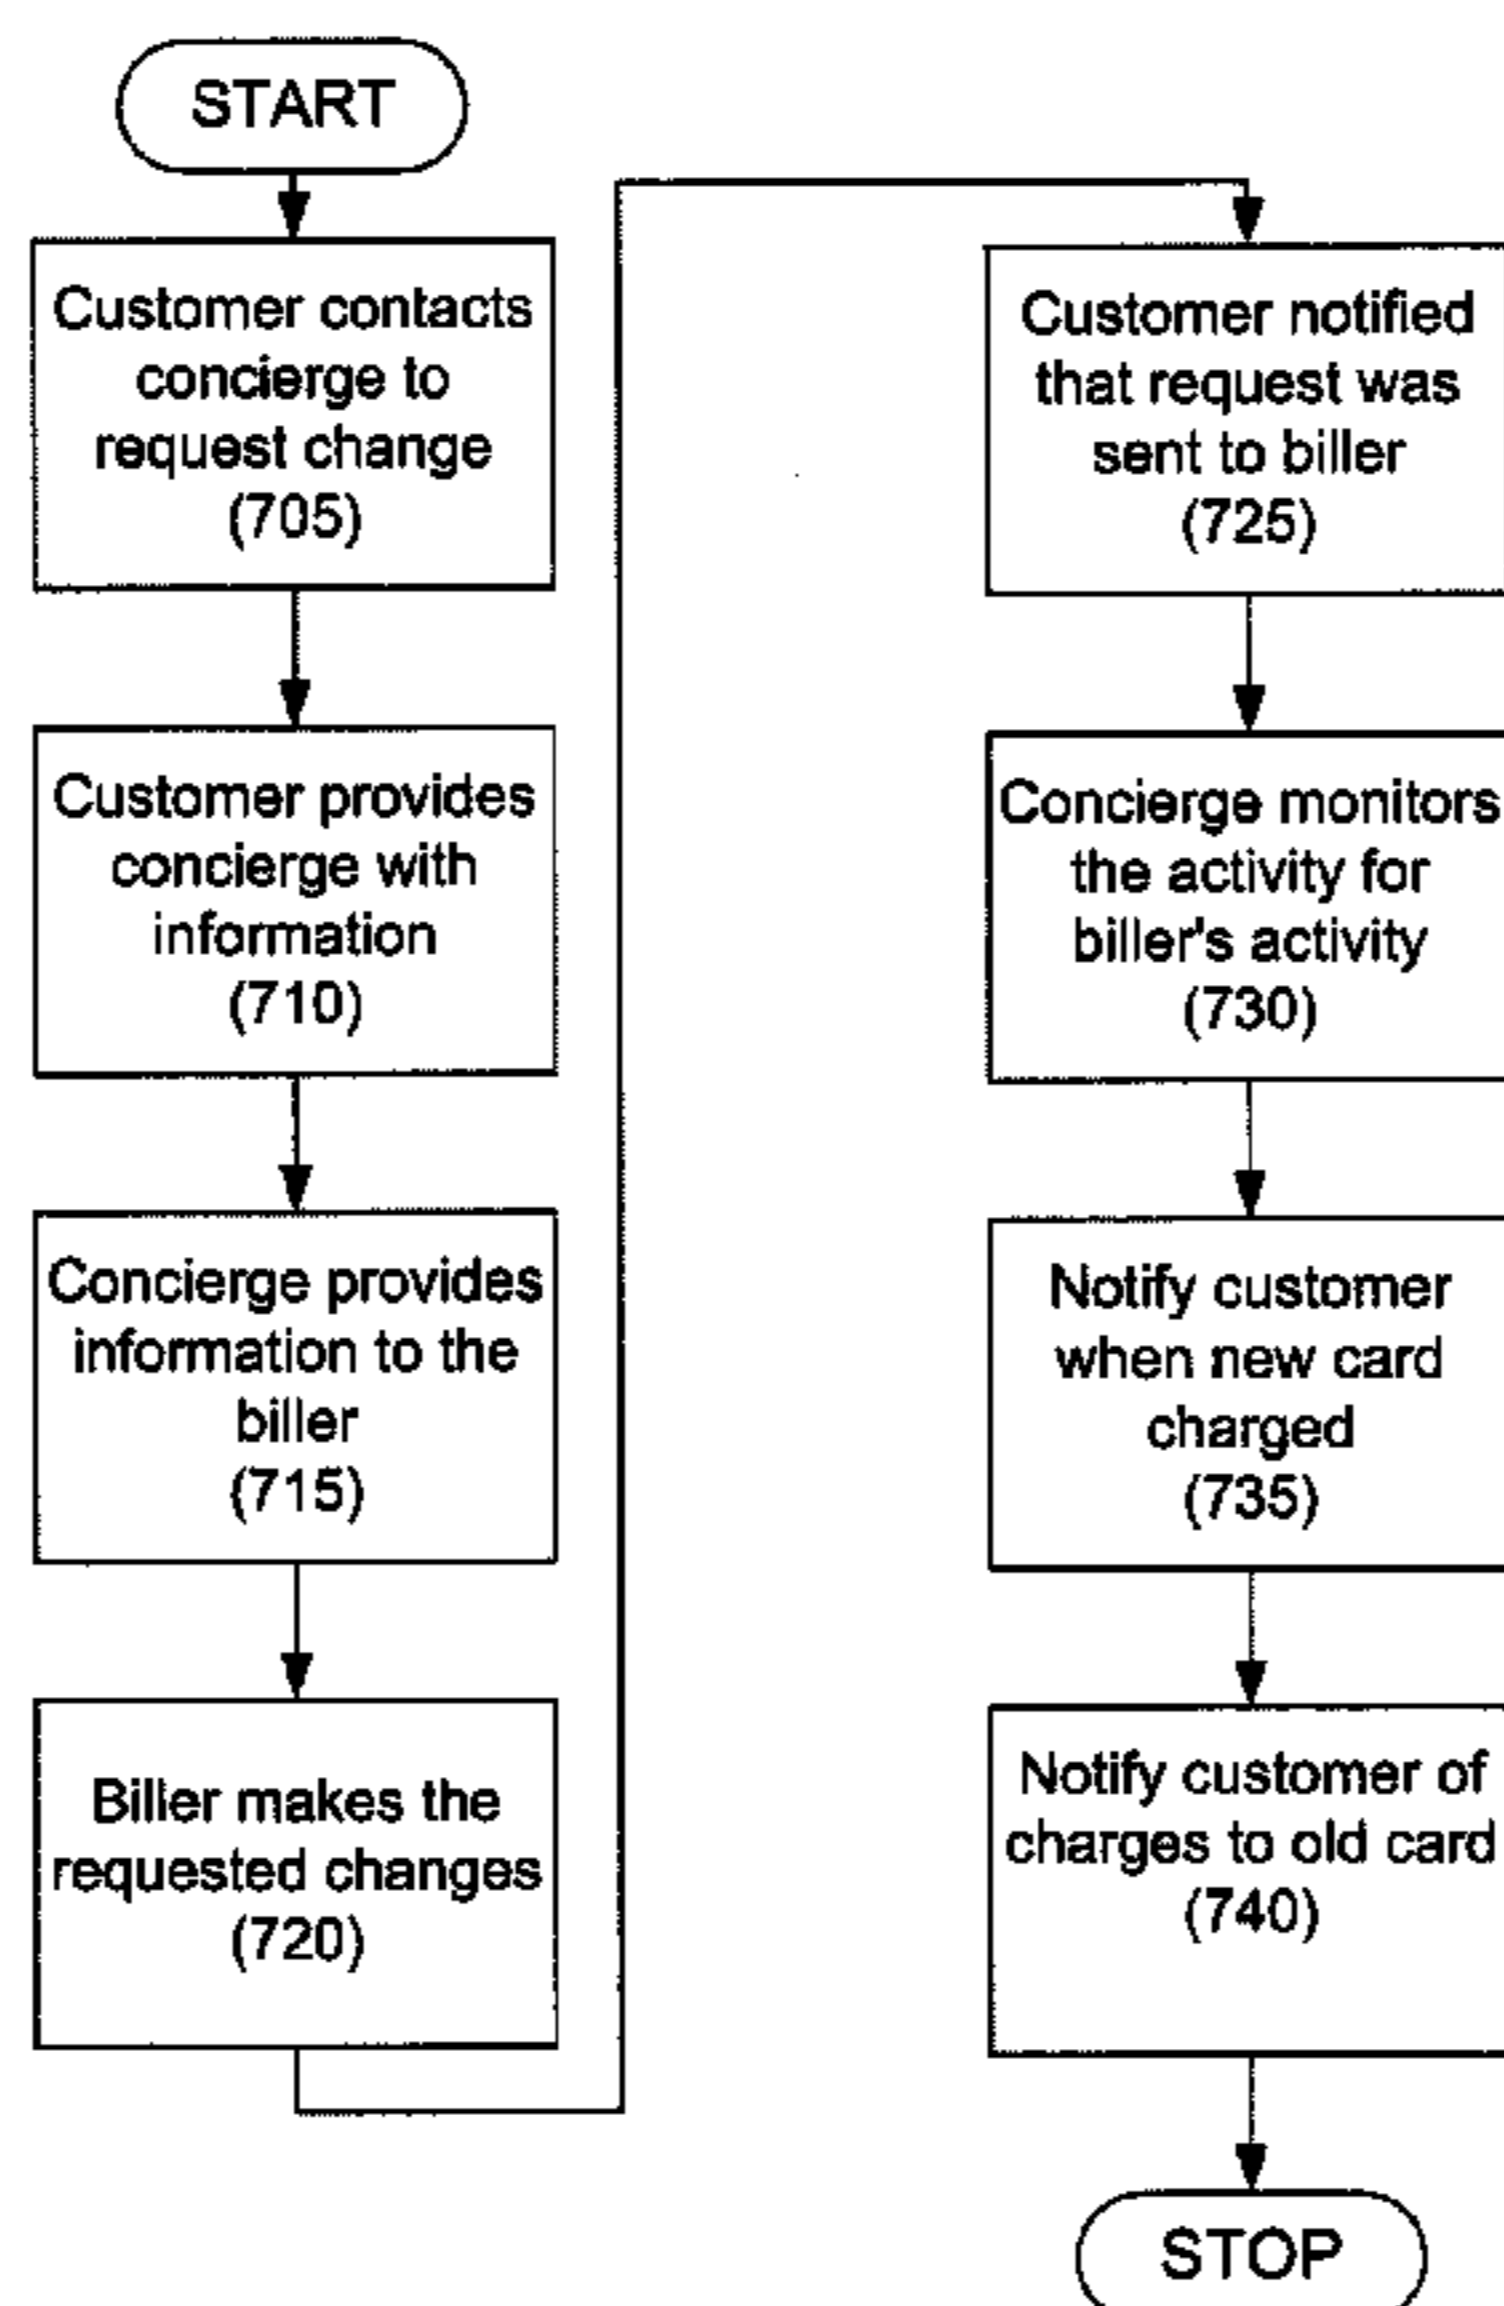 START
Customer contacts
concierge to
request change
(705)
Customer provides
concierge with
information
(710)
Concierge provides
information to the
biller
(715)
Biller makes the
requested changes
(720)
Customer notified
that request was
sent to biller
(725)
Concierge monitors
the activity for
biller's activity
(730)
Notify customer
when new card
charged
(735)
Notify customer of
charges to old card
(740)
STOP